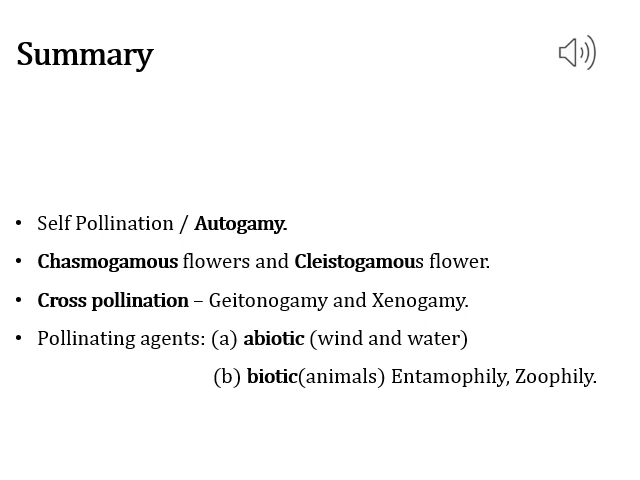 Summary
• Self Pollination / Autogamy.
• Chasmogamous flowers and Cleistogamous flower.
• Cross pollination – Geitonogamy and Xenogamy.
• Pollinating agents: (a) abiotic (wind and water)
(b) biotic(animals) Entamophily, Zoophily.